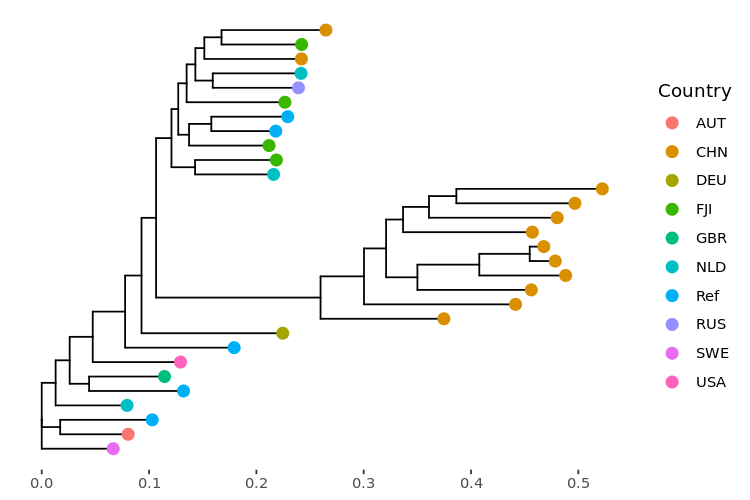 Country
AUT
CHN
DEU
FJI
GBR
NLD
Ref
RUS
SWE
USA
0.0 0.1 0.2 0.3 0.4 0.5